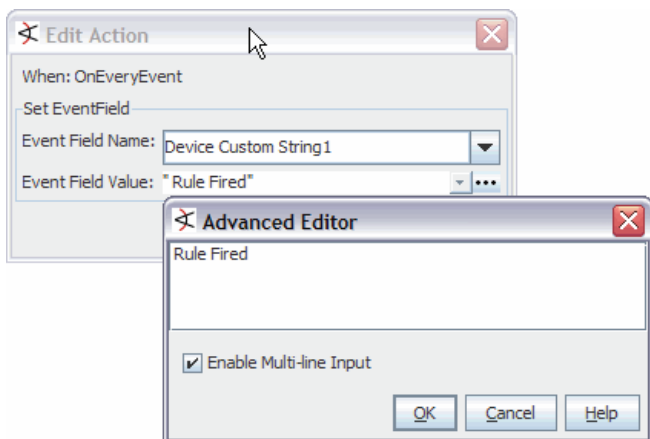 Edit Action
When: OnEveryEvent
Set EventField
Event Field Name: Device Custom String1
Event Field Value: "Rule Fired"
Advanced Editor
Rule Fired
Enable Multi-line Input
OK Cancel Help